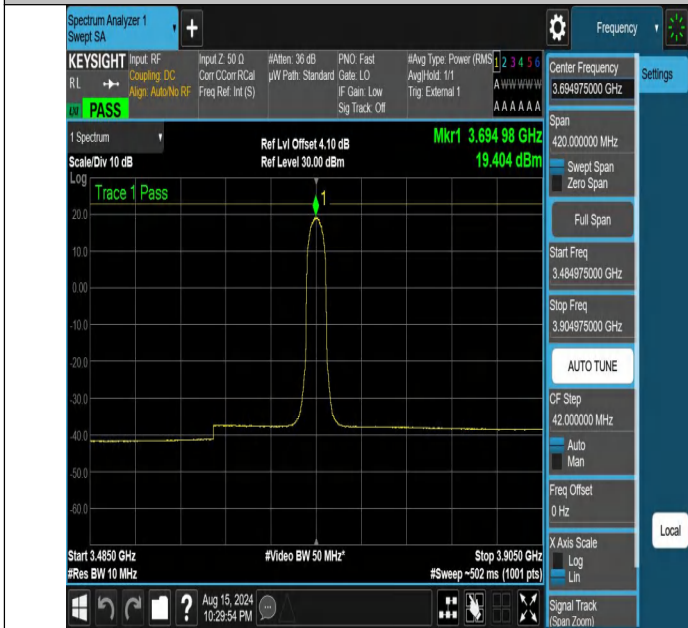 Spectrum Analyzer 1
Swept SA
+
Frequency
KEYSIGHT
RL
LXI
PASS
Input: RF
Coupling: DC
Align: Auto/No RF
Input Z: 50 Ω
Corr CCorr RCal
Freq Ref: Int (S)
#Atten: 36 dB
µW Path: Standard
PNO: Fast
Gate: LO
IF Gain: Low
Sig Track: Off
#Avg Type: Power (RMS
Avg|Hold: 1/1
Trig: External 1
1 2 3 4 5 6
A W W W W W
A A A A A A
1 Spectrum
Scale/Div 10 dB
Ref Lvl Offset 4.10 dB
Ref Level 30.00 dBm
Mkr1 3.694 98 GHz
19.404 dBm
Log
Trace 1 Pass
1
20.0
10.0
0.00
-10.0
-20.0
-30.0
-40.0
-50.0
-60.0
Start 3.4850 GHz
#Res BW 10 MHz
#Video BW 50 MHz*
Stop 3.9050 GHz
#Sweep ~502 ms (1001 pts)
Aug 15, 2024
10:29:54 PM
?
Center Frequency
3.694975000 GHz
Settings
Span
420.000000 MHz
Swept Span
Zero Span
Full Span
Start Freq
3.484975000 GHz
Stop Freq
3.904975000 GHz
AUTO TUNE
CF Step
42.000000 MHz
Auto
Man
Freq Offset
0 Hz
X Axis Scale
Log
Lin
Local
Signal Track
(Span Zoom)